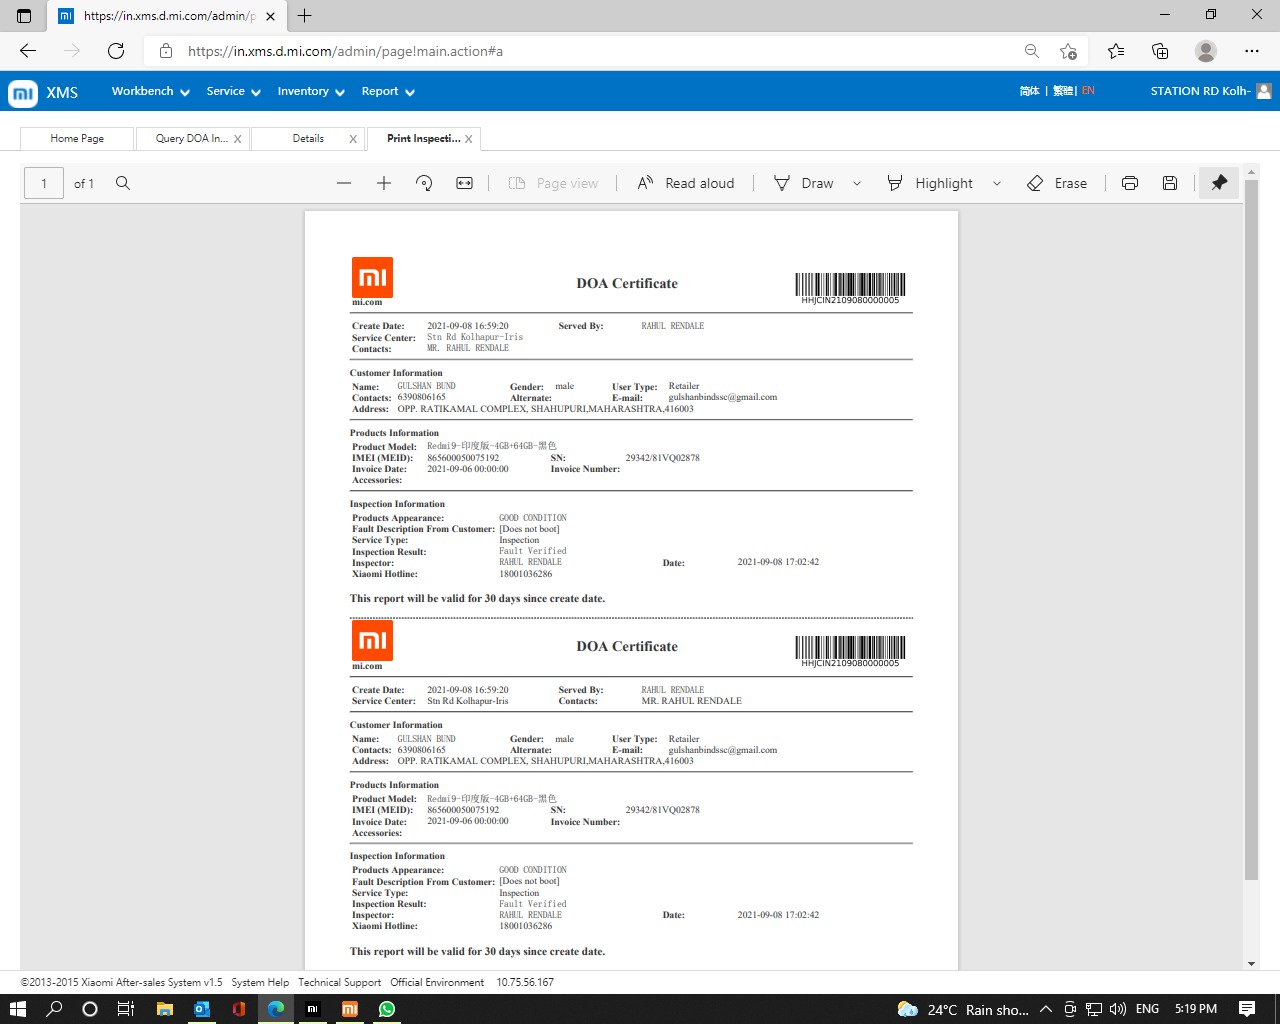 https://in.xms.d.mi.com/admin/p
https://in.xms.d.mi.com/admin/page!main.action#a
mi XMS Workbench Service Inventory Report 简体 | 繁體 | EN STATION RD Kolh-
Home Page Query DOA In... X Details X Print Inspecti... X
1 of 1 Page view Read aloud Draw Highlight Erase
mi
mi.com
DOA Certificate
HHJCIN2109080000005
Create Date: 2021-09-08 16:59:20 Served By: RAHUL RENDALE
Service Center: Stn Rd Kolhapur-Iris
Contacts: MR. RAHUL RENDALE
Customer Information
Name: GULSHAN BUND Gender: male User Type: Retailer
Contacts: 6390806165 Alternate: E-mail: gulshanbindssc@gmail.com
Address: OPP. RATIKAMAL COMPLEX, SHAHUPURI,MAHARASHTRA,416003
Products Information
Product Model: Redmi9-印度版-4GB+64GB-黑色
IMEI (MEID): 865600050075192 SN: 29342/81VQ02878
Invoice Date: 2021-09-06 00:00:00 Invoice Number:
Accessories:
Inspection Information
Products Appearance: GOOD CONDITION
Fault Description From Customer: [Does not boot]
Service Type: Inspection
Inspection Result: Fault Verified
Inspector: RAHUL RENDALE Date: 2021-09-08 17:02:42
Xiaomi Hotline: 18001036286
This report will be valid for 30 days since create date.
mi
mi.com
DOA Certificate
HHJCIN2109080000005
Create Date: 2021-09-08 16:59:20 Served By: RAHUL RENDALE
Service Center: Stn Rd Kolhapur-Iris Contacts: MR. RAHUL RENDALE
Customer Information
Name: GULSHAN BUND Gender: male User Type: Retailer
Contacts: 6390806165 Alternate: E-mail: gulshanbindssc@gmail.com
Address: OPP. RATIKAMAL COMPLEX, SHAHUPURI,MAHARASHTRA,416003
Products Information
Product Model: Redmi9-印度版-4GB+64GB-黑色
IMEI (MEID): 865600050075192 SN: 29342/81VQ02878
Invoice Date: 2021-09-06 00:00:00 Invoice Number:
Accessories:
Inspection Information
Products Appearance: GOOD CONDITION
Fault Description From Customer: [Does not boot]
Service Type: Inspection
Inspection Result: Fault Verified
Inspector: RAHUL RENDALE Date: 2021-09-08 17:02:42
Xiaomi Hotline: 18001036286
This report will be valid for 30 days since create date.
©2013-2015 Xiaomi After-sales System v1.5 System Help Technical Support Official Environment 10.75.56.167
24°C Rain sho... ENG 5:19 PM